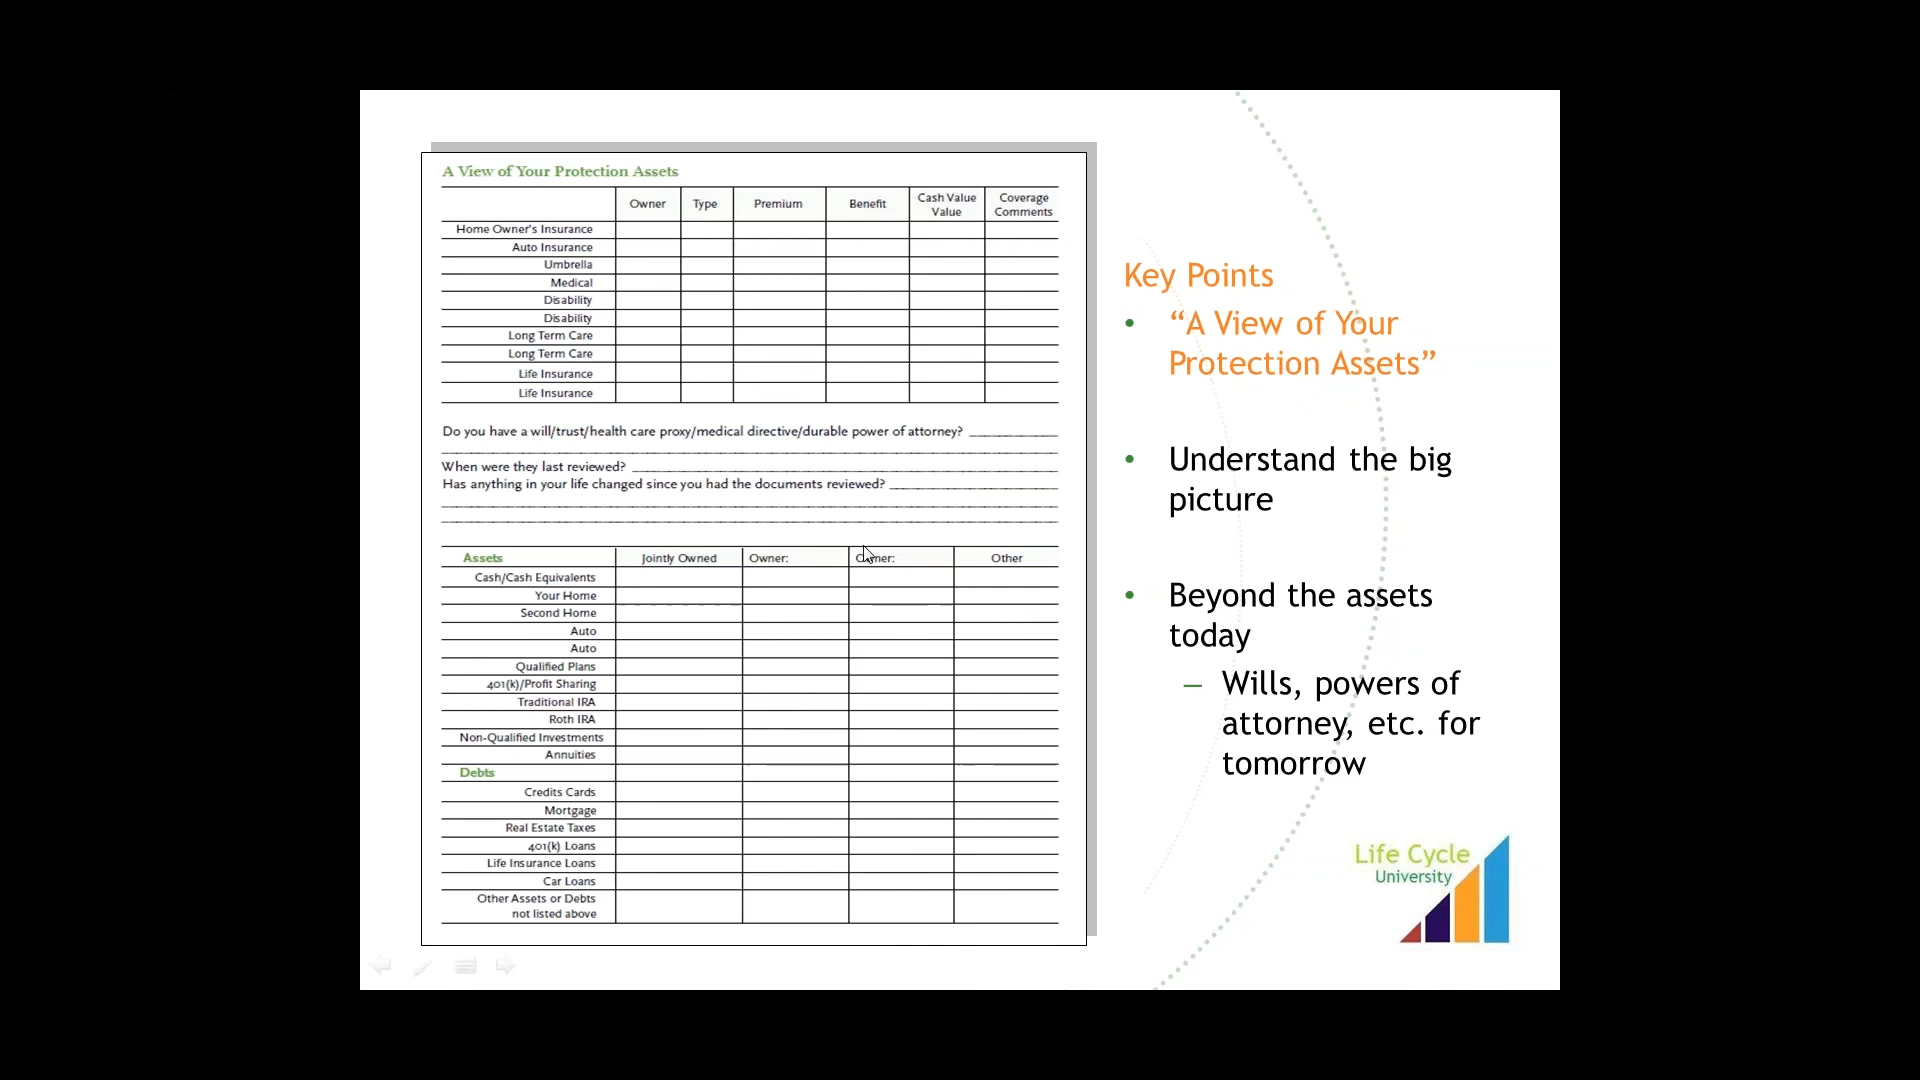 A View of Your Protection Assets
Owner Type Premium Benefit Cash Value Value Coverage Comments
Home Owner's Insurance
Auto Insurance
Umbrella
Medical
Disability
Disability
Long Term Care
Long Term Care
Life Insurance
Life Insurance
Do you have a will/trust/health care proxy/medical directive/durable power of attorney?
When were they last reviewed?
Has anything in your life changed since you had the documents reviewed?
Assets Jointly Owned Owner: Owner: Other
Cash/Cash Equivalents
Your Home
Second Home
Auto
Auto
Qualified Plans
401(k)/Profit Sharing
Traditional IRA
Roth IRA
Non-Qualified Investments
Annuities
Debts
Credits Cards
Mortgage
Real Estate Taxes
401(k) Loans
Life Insurance Loans
Car Loans
Other Assets or Debts
not listed above
Key Points
• “A View of Your
Protection Assets”
• Understand the big
picture
• Beyond the assets
today
– Wills, powers of
attorney, etc. for
tomorrow
Life Cycle
University